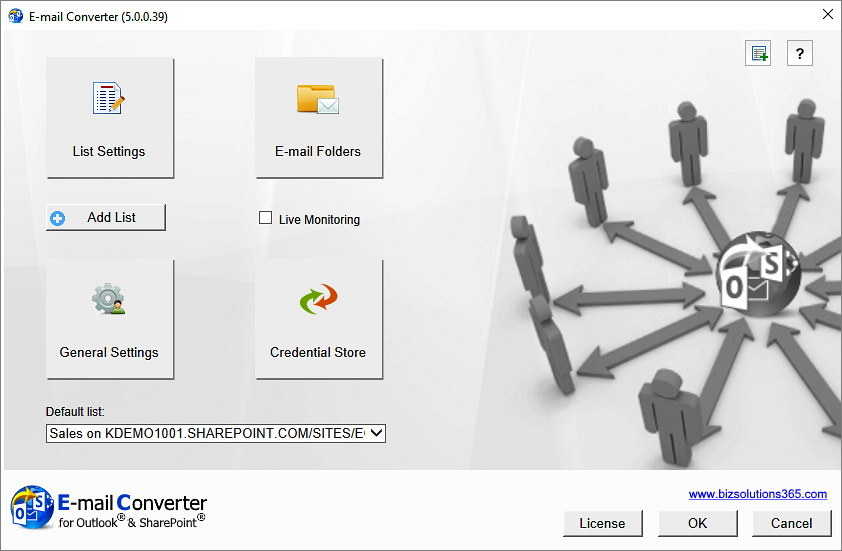 E-mail Converter (5.0.0.39)
?
List Settings
E-mail Folders
Add List
Live Monitoring
General Settings
Credential Store
Default list:
Sales on KDEMO1001.SHAREPOINT.COM/SITES/E
O S
www.bizsolutions365.com
O S
E-mail Converter
for Outlook® & SharePoint®
License
OK
Cancel